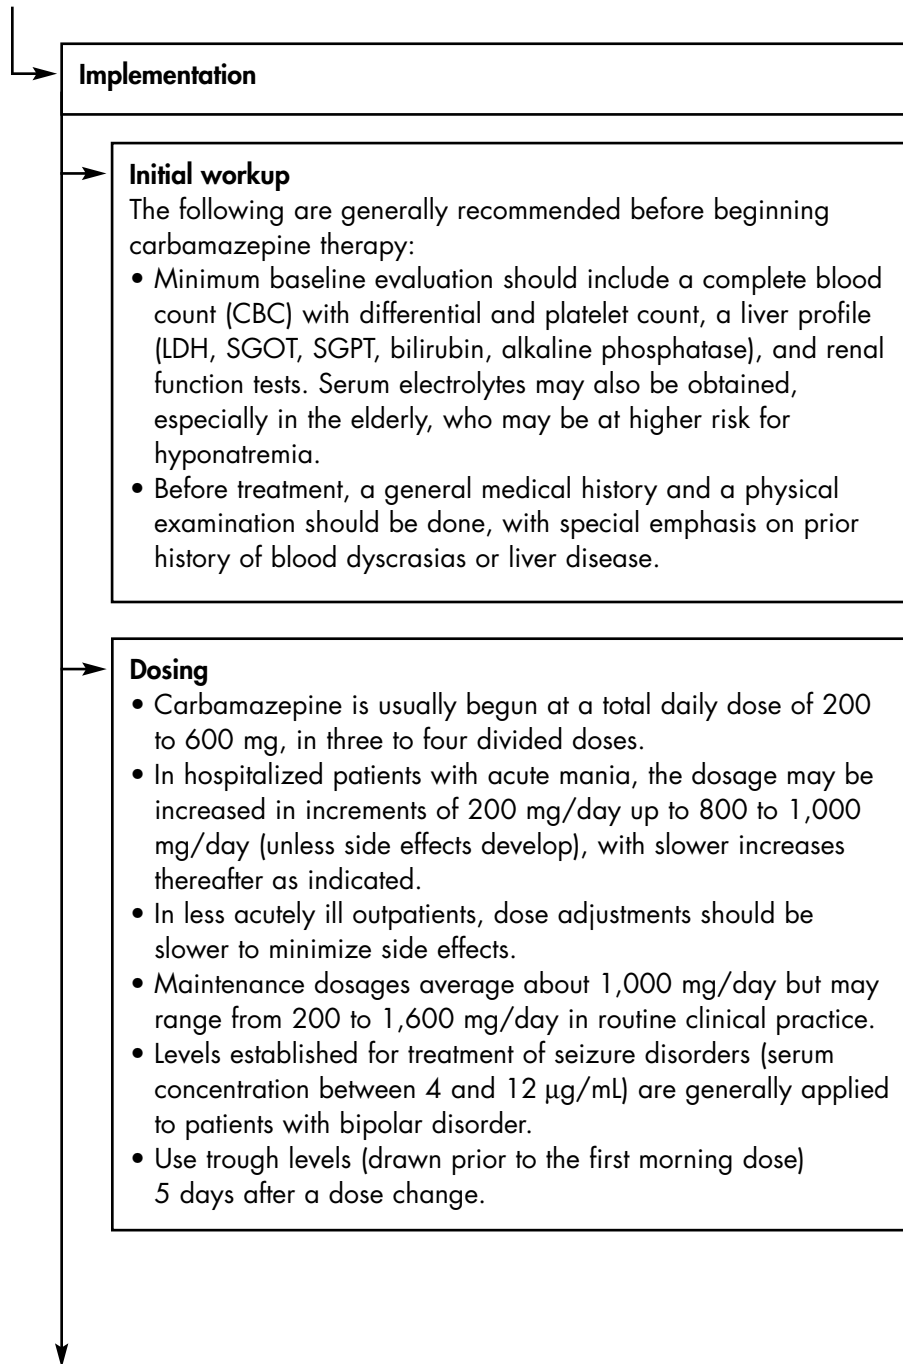 Implementation
Initial workup
The following are generally recommended before beginning
carbamazepine therapy:
• Minimum baseline evaluation should include a complete blood
count (CBC) with differential and platelet count, a liver profile
(LDH, SGOT, SGPT, bilirubin, alkaline phosphatase), and renal
function tests. Serum electrolytes may also be obtained,
especially in the elderly, who may be at higher risk for
hyponatremia.
• Before treatment, a general medical history and a physical
examination should be done, with special emphasis on prior
history of blood dyscrasias or liver disease.
Dosing
• Carbamazepine is usually begun at a total daily dose of 200
to 600 mg, in three to four divided doses.
• In hospitalized patients with acute mania, the dosage may be
increased in increments of 200 mg/day up to 800 to 1,000
mg/day (unless side effects develop), with slower increases
thereafter as indicated.
• In less acutely ill outpatients, dose adjustments should be
slower to minimize side effects.
• Maintenance dosages average about 1,000 mg/day but may
range from 200 to 1,600 mg/day in routine clinical practice.
• Levels established for treatment of seizure disorders (serum
concentration between 4 and 12 μg/mL) are generally applied
to patients with bipolar disorder.
• Use trough levels (drawn prior to the first morning dose)
5 days after a dose change.